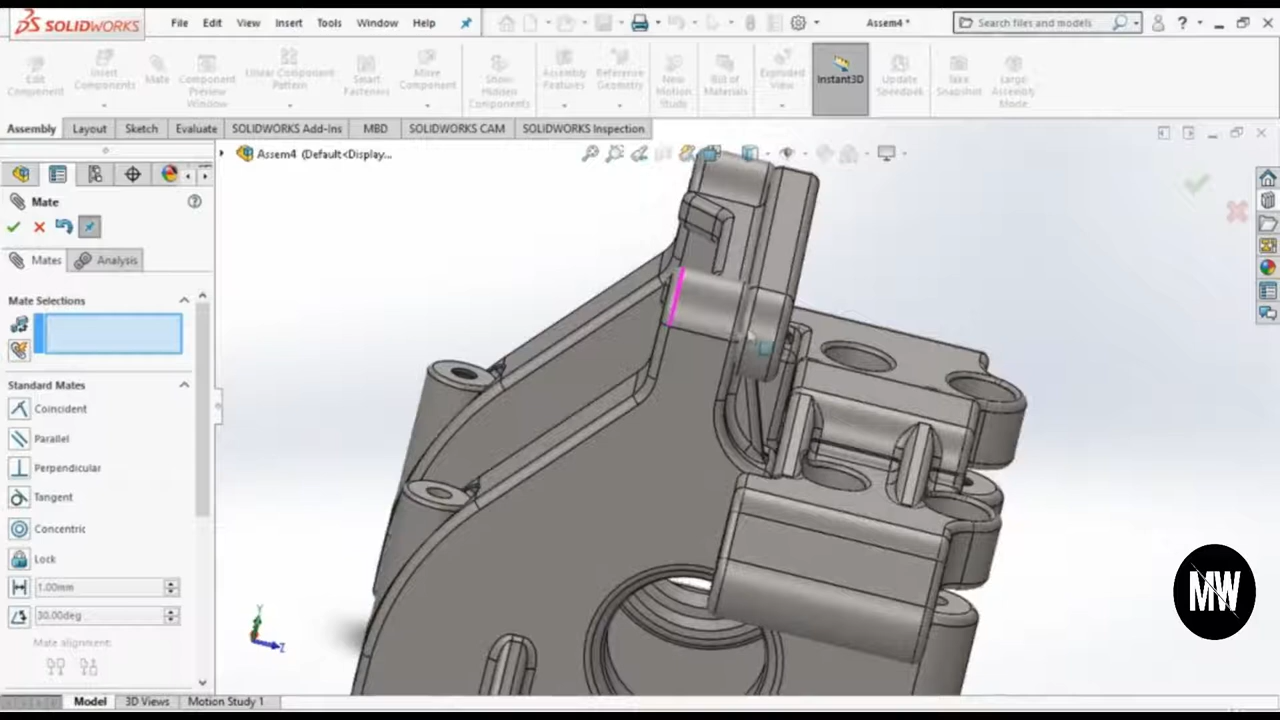 SOLIDWORKS File Edit View Insert Tools Window Help Assem4 * Search files and models ?
Edit Component
Insert Components
Mate
Component Preview Window
Linear Component Pattern
Smart Fasteners
Move Component
Show Hidden Components
Assembly Features
Reference Geometry
New Motion Study
Bill of Materials
Exploded View
Instant3D
Update Speedpak
Take Snapshot
Large Assembly Mode
Assembly Layout Sketch Evaluate SOLIDWORKS Add-Ins MBD SOLIDWORKS CAM SOLIDWORKS Inspection
Assem4 (Default<Display...
Mate
Mates Analysis
Mate Selections
Standard Mates
Coincident
Parallel
Perpendicular
Tangent
Concentric
Lock
1.00mm
30.00deg
Mate alignment:
Y
Z
MW
Model 3D Views Motion Study 1